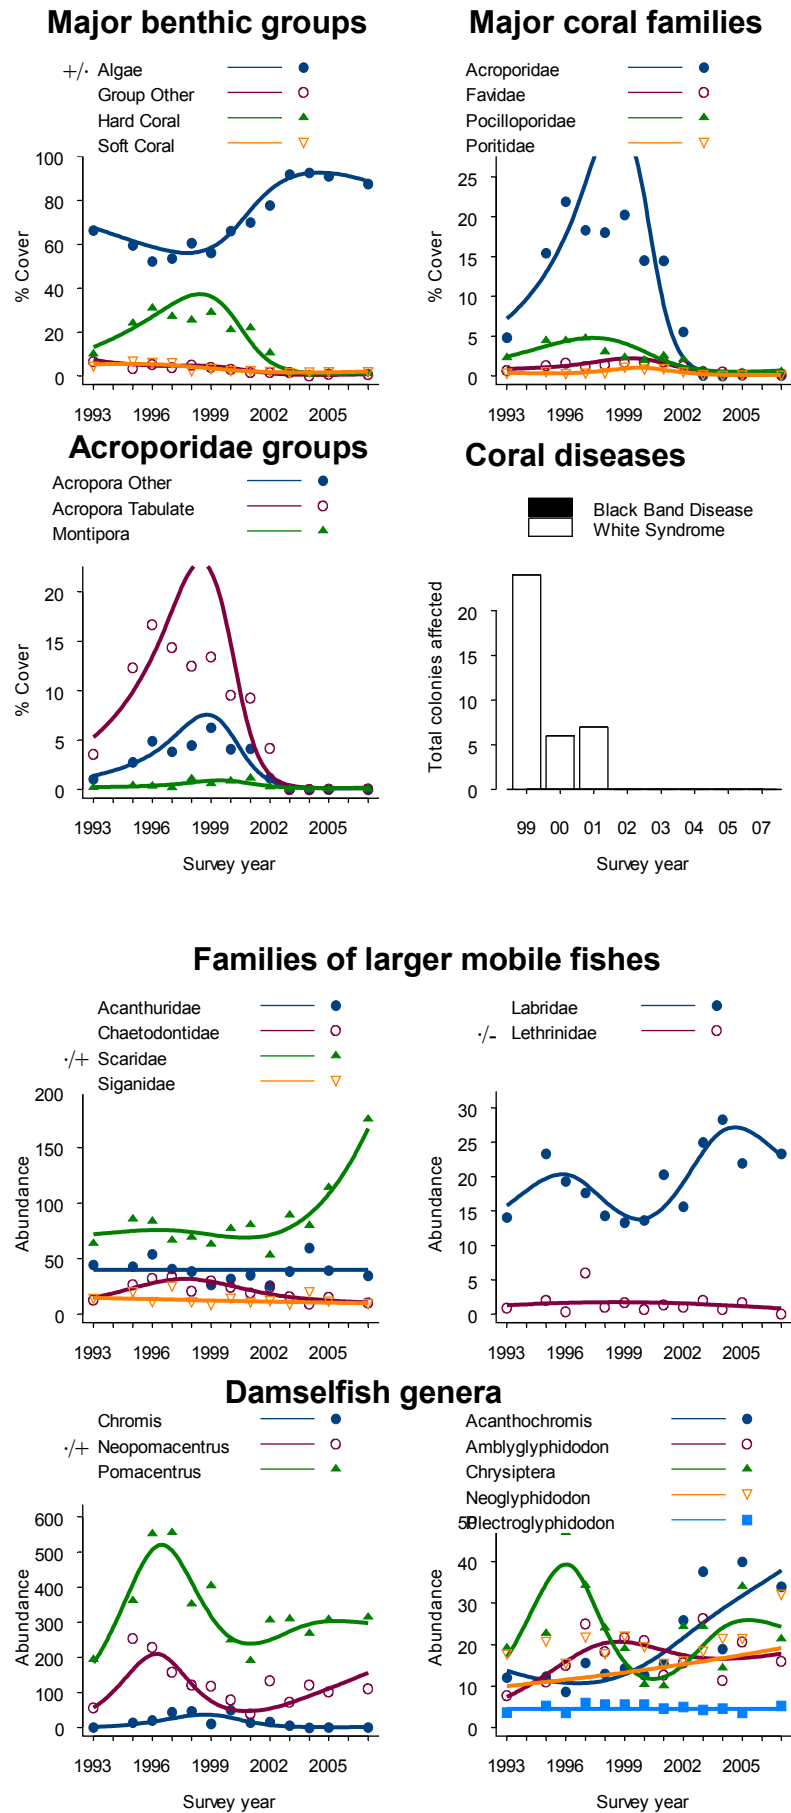 Major benthic groups
+/· Algae
Group Other
Hard Coral
Soft Coral
100
80
60
40
20
0
% Cover
1993 1996 1999 2002 2005
Major coral families
Acroporidae
Favidae
Pocilloporidae
Poritidae
25
20
15
10
5
0
% Cover
1993 1996 1999 2002 2005
Acroporidae groups
Acropora Other
Acropora Tabulate
Montipora
20
15
10
5
0
% Cover
1993 1996 1999 2002 2005
Survey year
Coral diseases
Black Band Disease
White Syndrome
20
15
10
5
0
Total colonies affected
99 00 01 02 03 04 05 07
Survey year
Families of larger mobile fishes
Acanthuridae
Chaetodontidae
·/+ Scaridae
Siganidae
200
150
100
50
0
Abundance
1993 1996 1999 2002 2005
Labridae
·/- Lethrinidae
30
25
20
15
10
5
0
Abundance
1993 1996 1999 2002 2005
Damselfish genera
Chromis
·/+ Neopomacentrus
Pomacentrus
600
500
400
300
200
100
0
Abundance
1993 1996 1999 2002 2005
Survey year
Acanthochromis
Amblyglyphidodon
Chrysiptera
Neoglyphidodon
Plectroglyphidodon
50
40
30
20
10
0
Abundance
1993 1996 1999 2002 2005
Survey year